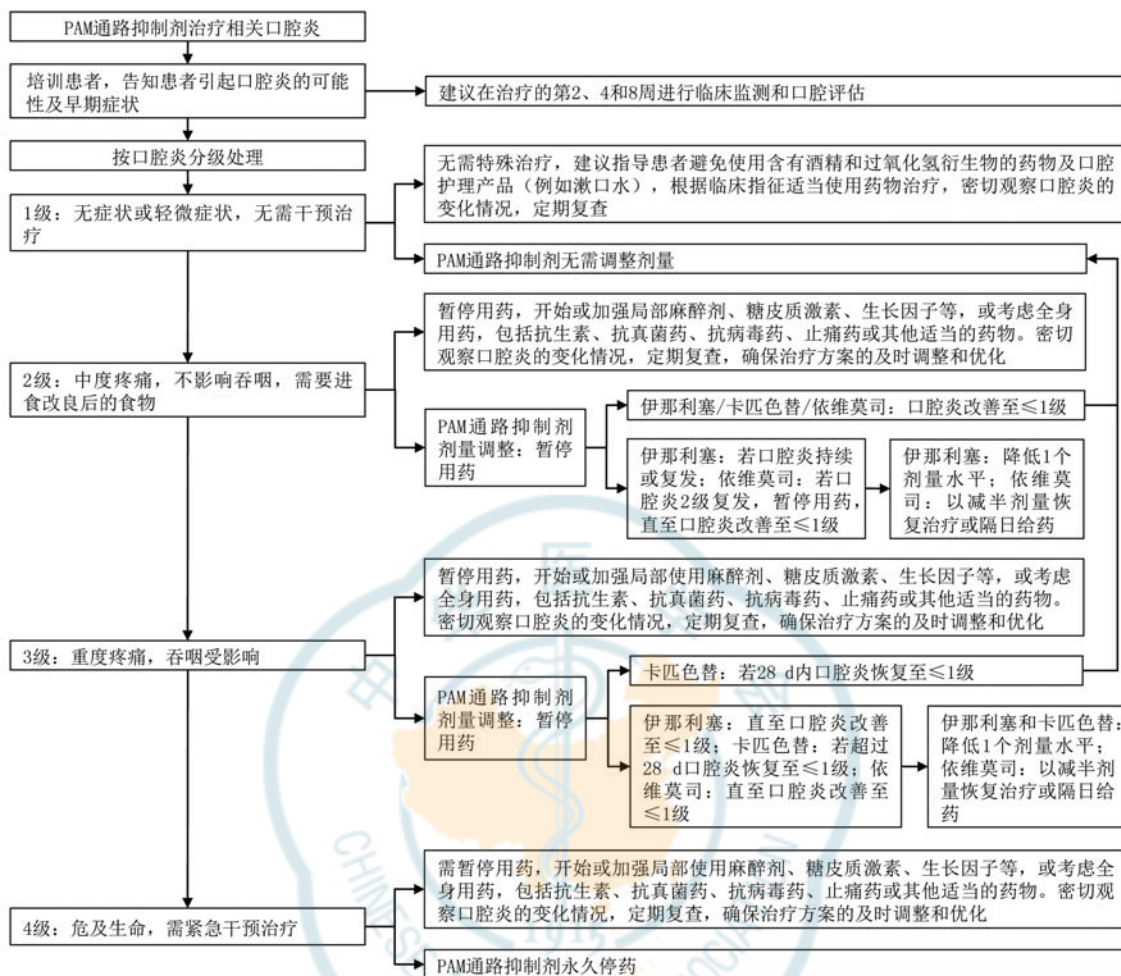 PAM通路抑制剂治疗相关口腔炎
培训患者，告知患者引起口腔炎的可能
性及早期症状
建议在治疗的第2、4和8周进行临床监测和口腔评估
按口腔炎分级处理
无需特殊治疗，建议指导患者避免使用含有酒精和过氧化氢衍生物的药物及口腔
护理产品（例如漱口水），根据临床指征适当使用药物治疗，密切观察口腔炎的
变化情况，定期复查
1级：无症状或轻微症状，无需干预治
疗
PAM通路抑制剂无需调整剂量
暂停用药，开始或加强局部麻醉剂、糖皮质激素、生长因子等，或考虑全身
用药，包括抗生素、抗真菌药、抗病毒药、止痛药或其他适当的药物。密切
观察口腔炎的变化情况，定期复查，确保治疗方案的及时调整和优化
2级：中度疼痛，不影响吞咽，需要进
食改良后的食物
PAM通路抑制剂
剂量调整：暂停
用药
伊那利塞/卡匹色替/依维莫司：口腔炎改善至≤1级
伊那利塞：若口腔炎持续
或复发；依维莫司：若口
腔炎2级复发，暂停用药，
直至口腔炎改善至≤1级
伊那利塞：降低1个
剂量水平；依维莫
司：以减半剂量恢
复治疗或隔日给药
暂停用药，开始或加强局部使用麻醉剂、糖皮质激素、生长因子等，或考虑
全身用药，包括抗生素、抗真菌药、抗病毒药、止痛药或其他适当的药物。
密切观察口腔炎的变化情况，定期复查，确保治疗方案的及时调整和优化
3级：重度疼痛，吞咽受影响
PAM通路抑制剂
剂量调整：暂停
用药
卡匹色替：若28 d内口腔炎恢复至≤1级
伊那利塞：直至口腔炎改善
至≤1级；卡匹色替：若超过
28 d口腔炎恢复至≤1级；依
维莫司：直至口腔炎改善至
≤1级
伊那利塞和卡匹色替：
降低1个剂量水平；
依维莫司：以减半剂
量恢复治疗或隔日给
药
需暂停用药，开始或加强局部使用麻醉剂、糖皮质激素、生长因子等，或考虑全
身用药，包括抗生素、抗真菌药、抗病毒药、止痛药或其他适当的药物。密切观
察口腔炎的变化情况，定期复查，确保治疗方案的及时调整和优化
4级：危及生命，需紧急干预治疗
PAM通路抑制剂永久停药